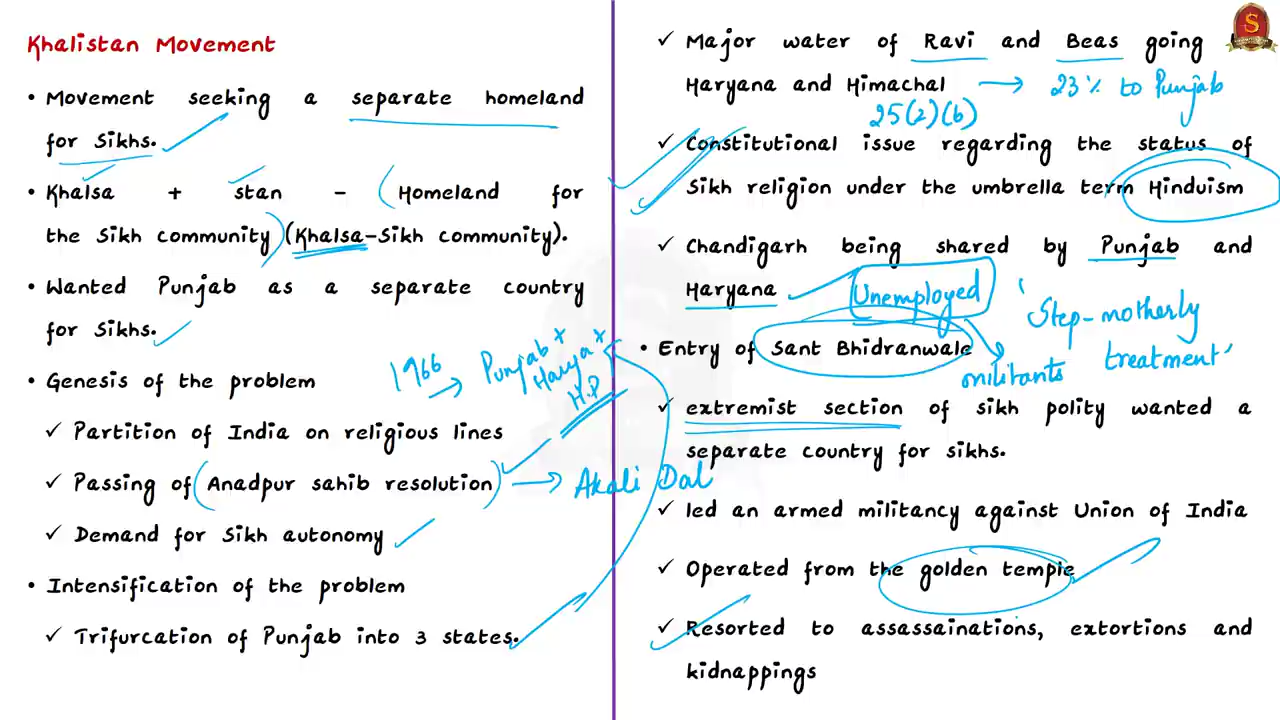 Khalistan Movement
• Movement seeking a separate homeland
for Sikhs.
• Khalsa + stan - (Homeland for
the Sikh community) (Khalsa-Sikh community).
• Wanted Punjab as a separate country
for Sikhs.
1966 → Punjab +
Harya +
H.P
• Genesis of the problem
✓ Partition of India on religious lines
✓ Passing of (Anadpur sahib resolution) → Akali Dal
✓ Demand for Sikh autonomy
• Intensification of the problem
✓ Trifurcation of Punjab into 3 states.
✓ Major water of Ravi and Beas going
Haryana and Himachal → 23% to Punjab
25(2)(b)
✓ Constitutional issue regarding the status of
Sikh religion under the umbrella term Hinduism
✓ Chandigarh being shared by Punjab and
Haryana
Unemployed
militants
'Step-motherly
treatment'
• Entry of Sant Bhidranwale
✓ extremist section of sikh polity wanted a
separate country for sikhs.
✓ led an armed militancy against Union of India
✓ Operated from the golden temple
✓ Resorted to assassainations, extortions and
kidnappings
S